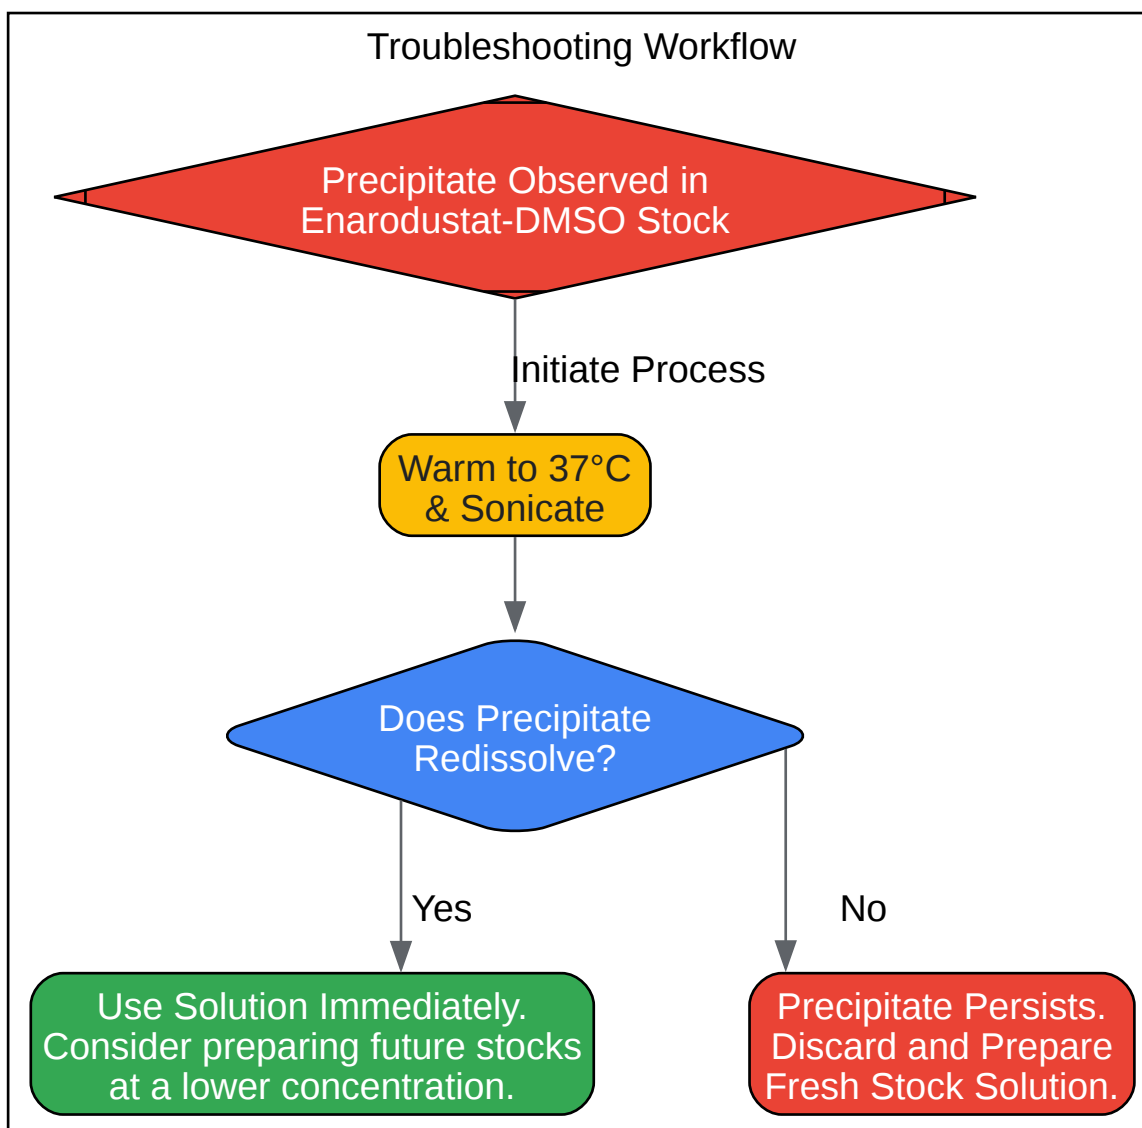 Troubleshooting Workflow
Precipitate Observed in
Enarodustat-DMSO Stock
Initiate Process
Warm to 37°C
& Sonicate
Does Precipitate
Redissolve?
Yes
No
Use Solution Immediately.
Consider preparing future stocks
at a lower concentration.
Precipitate Persists.
Discard and Prepare
Fresh Stock Solution.